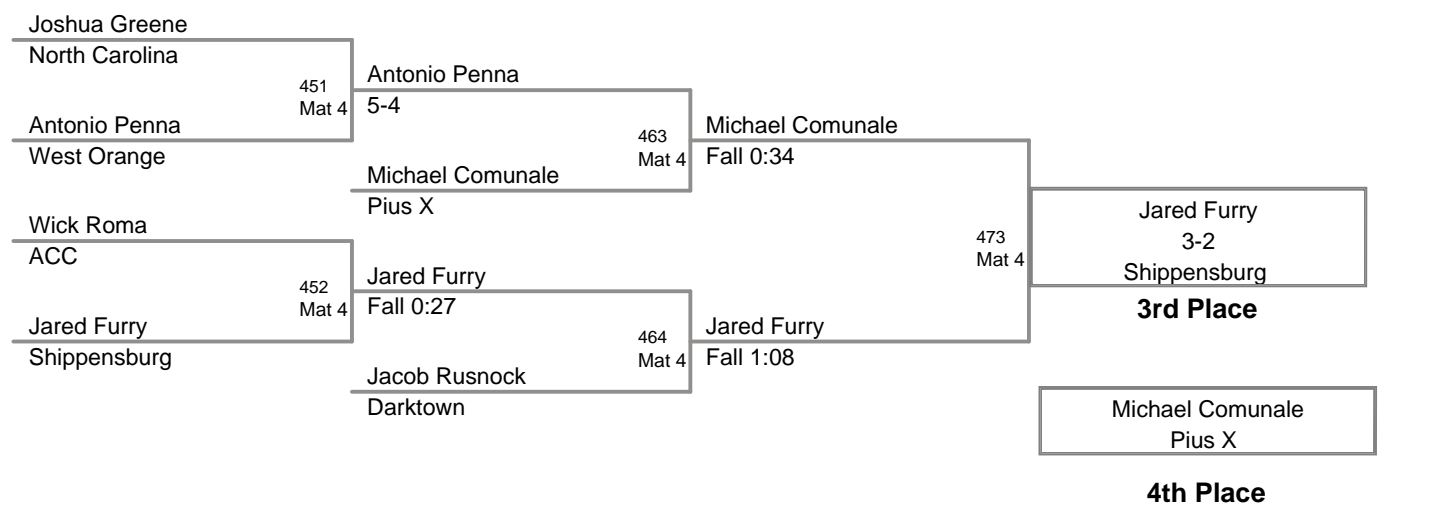 Joshua Greene
North Carolina
451
Mat 4
Antonio Penna
West Orange
Antonio Penna
5-4
Michael Comunale
Pius X
463
Mat 4
Michael Comunale
Fall 0:34
Wick Roma
ACC
452
Mat 4
Jared Furry
Shippensburg
Jared Furry
Fall 0:27
Jacob Rusnock
Darktown
464
Mat 4
Jared Furry
Fall 1:08
473
Mat 4
Jared Furry
3-2
Shippensburg
3rd Place
Michael Comunale
Pius X
4th Place